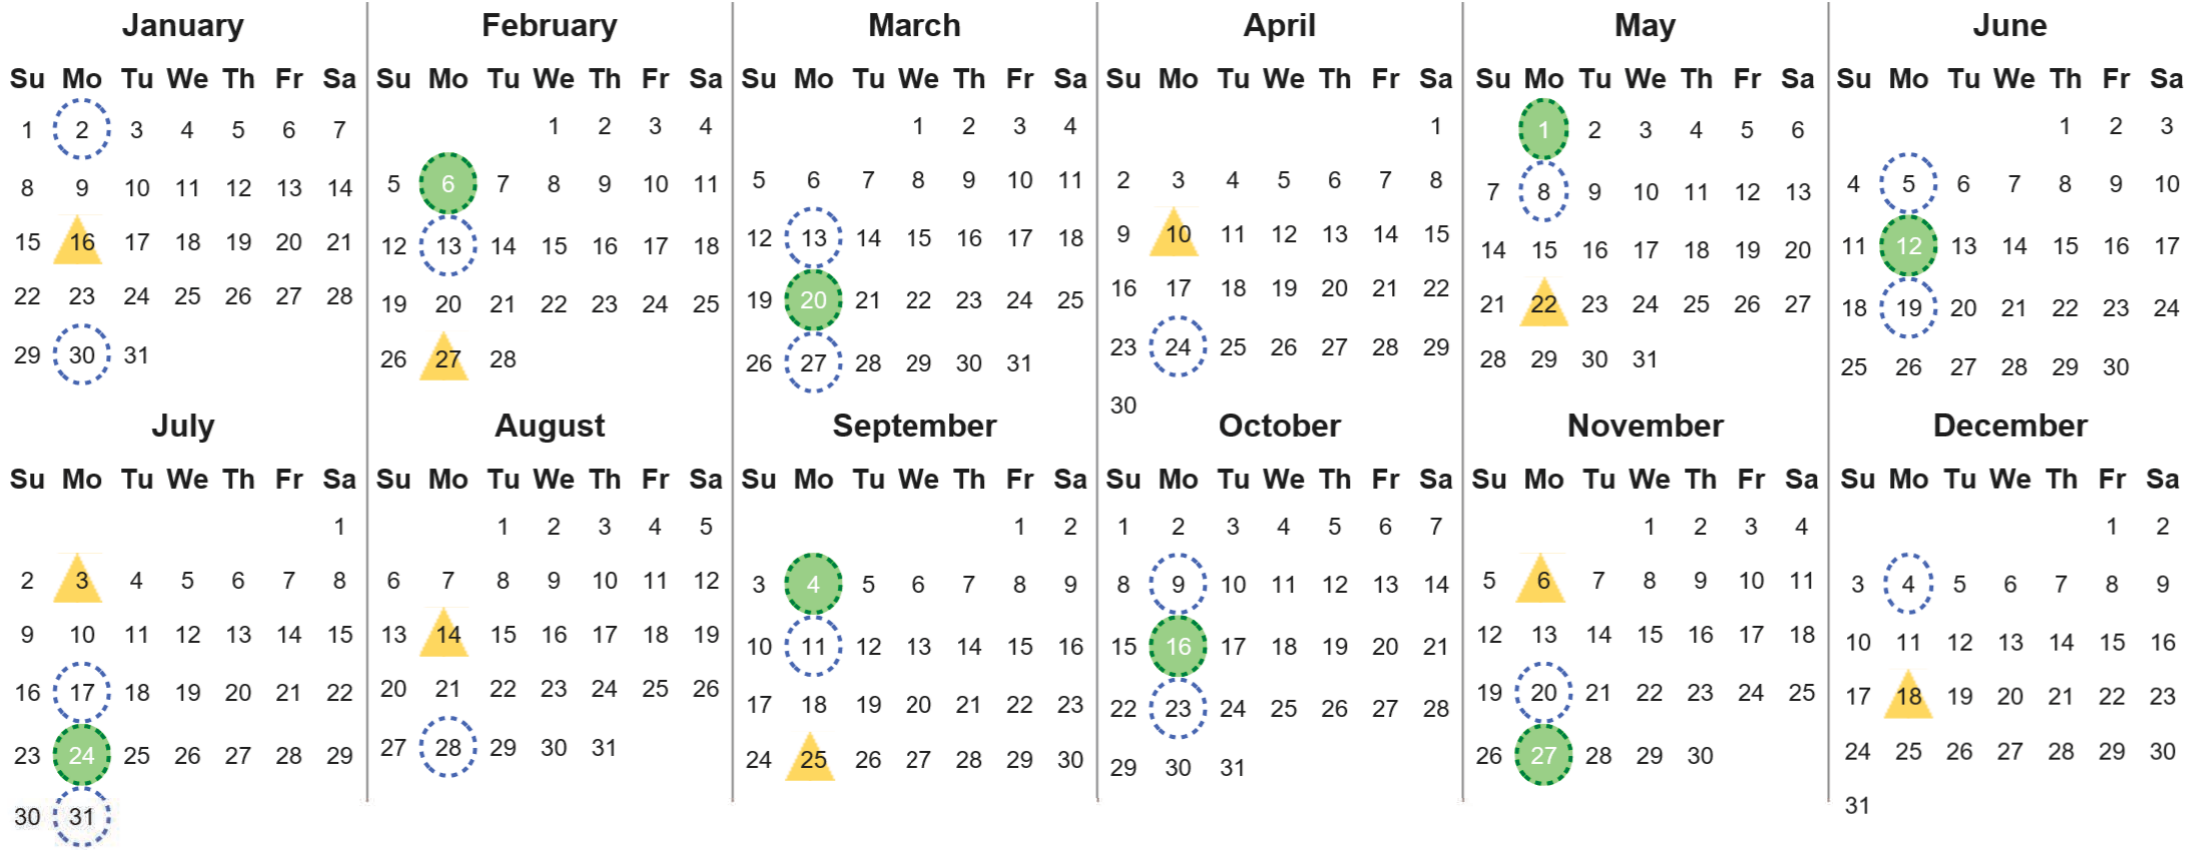 January
Su Mo Tu We Th Fr Sa
1 2 3 4 5 6 7
8 9 10 11 12 13 14
15 16 17 18 19 20 21
22 23 24 25 26 27 28
29 30 31
February
Su Mo Tu We Th Fr Sa
1 2 3 4
5 6 7 8 9 10 11
12 13 14 15 16 17 18
19 20 21 22 23 24 25
26 27 28
March
Su Mo Tu We Th Fr Sa
1 2 3 4
5 6 7 8 9 10 11
12 13 14 15 16 17 18
19 20 21 22 23 24 25
26 27 28 29 30 31
April
Su Mo Tu We Th Fr Sa
1
2 3 4 5 6 7 8
9 10 11 12 13 14 15
16 17 18 19 20 21 22
23 24 25 26 27 28 29
30
May
Su Mo Tu We Th Fr Sa
1 2 3 4 5 6
7 8 9 10 11 12 13
14 15 16 17 18 19 20
21 22 23 24 25 26 27
28 29 30 31
June
Su Mo Tu We Th Fr Sa
1 2 3
4 5 6 7 8 9 10
11 12 13 14 15 16 17
18 19 20 21 22 23 24
25 26 27 28 29 30
July
Su Mo Tu We Th Fr Sa
1
2 3 4 5 6 7 8
9 10 11 12 13 14 15
16 17 18 19 20 21 22
23 24 25 26 27 28 29
30 31
August
Su Mo Tu We Th Fr Sa
1 2 3 4 5
6 7 8 9 10 11 12
13 14 15 16 17 18 19
20 21 22 23 24 25 26
27 28 29 30 31
September
Su Mo Tu We Th Fr Sa
1 2
3 4 5 6 7 8 9
10 11 12 13 14 15 16
17 18 19 20 21 22 23
24 25 26 27 28 29 30
October
Su Mo Tu We Th Fr Sa
1 2 3 4 5 6 7
8 9 10 11 12 13 14
15 16 17 18 19 20 21
22 23 24 25 26 27 28
29 30 31
November
Su Mo Tu We Th Fr Sa
1 2 3 4
5 6 7 8 9 10 11
12 13 14 15 16 17 18
19 20 21 22 23 24 25
26 27 28 29 30
December
Su Mo Tu We Th Fr Sa
1 2
3 4 5 6 7 8 9
10 11 12 13 14 15 16
17 18 19 20 21 22 23
24 25 26 27 28 29 30
31